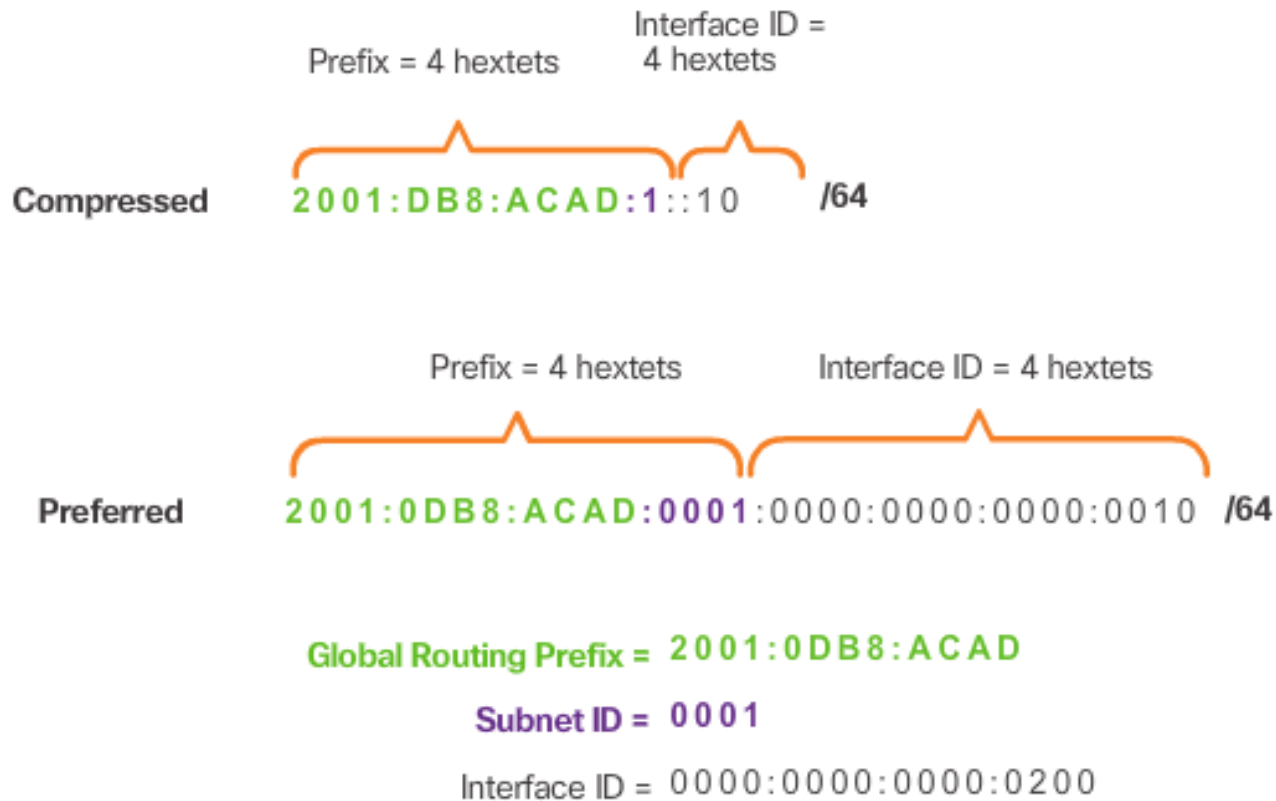 Interface ID =
4 hextets
Prefix = 4 hextets
Compressed 2001:DB8:ACAD:1::10 /64
Prefix = 4 hextets Interface ID = 4 hextets
Preferred 2001:0DB8:ACAD:0001:0000:0000:0000:0010 /64
Global Routing Prefix = 2001:0DB8:ACAD
Subnet ID = 0001
Interface ID = 0000:0000:0000:0200